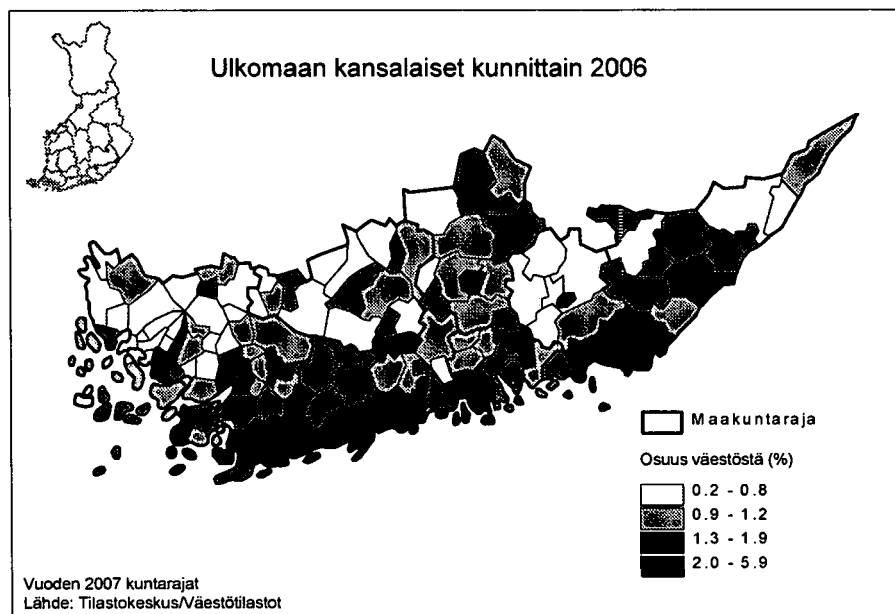 Ulkomaan kansalaiset kunnittain 2006
Maakuntaraja
Osuus väestöstä (%)
0.2 - 0.8
0.9 - 1.2
1.3 - 1.9
2.0 - 5.9
Vuoden 2007 kuntarajat
Lähde: Tilastokeskus/Väestötilastot